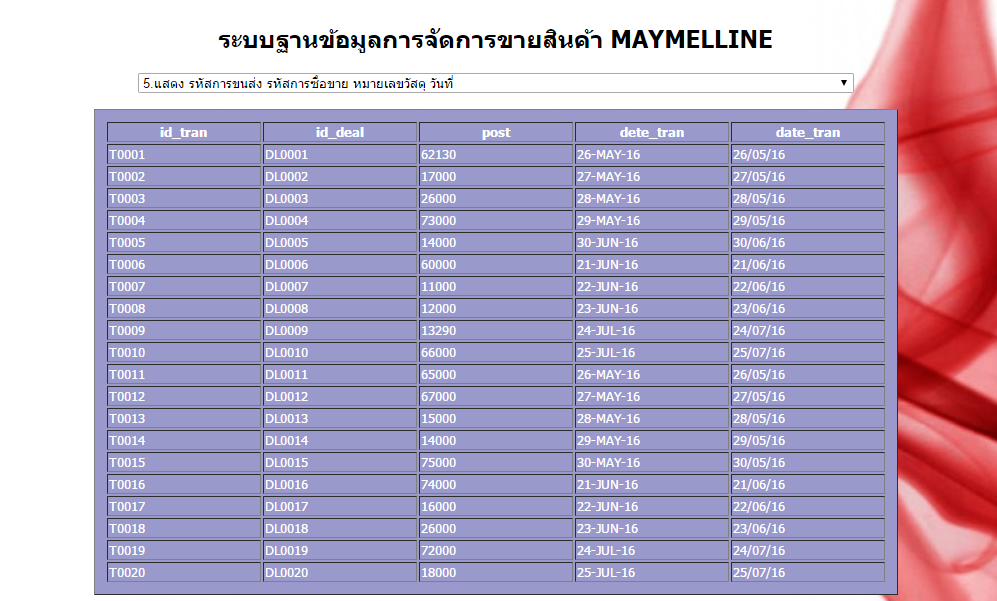 ระบบฐานข้อมูลการจัดการขายสินค้า MAYMELLINE
5.แสดง รหัสการขนส่ง รหัสการซื้อขาย หมายเลขวัสดุ วันที่
id_tran id_deal post dete_tran date_tran
T0001 DL0001 62130 26-MAY-16 26/05/16
T0002 DL0002 17000 27-MAY-16 27/05/16
T0003 DL0003 26000 28-MAY-16 28/05/16
T0004 DL0004 73000 29-MAY-16 29/05/16
T0005 DL0005 14000 30-JUN-16 30/06/16
T0006 DL0006 60000 21-JUN-16 21/06/16
T0007 DL0007 11000 22-JUN-16 22/06/16
T0008 DL0008 12000 23-JUN-16 23/06/16
T0009 DL0009 13290 24-JUL-16 24/07/16
T0010 DL0010 66000 25-JUL-16 25/07/16
T0011 DL0011 65000 26-MAY-16 26/05/16
T0012 DL0012 67000 27-MAY-16 27/05/16
T0013 DL0013 15000 28-MAY-16 28/05/16
T0014 DL0014 14000 29-MAY-16 29/05/16
T0015 DL0015 75000 30-MAY-16 30/05/16
T0016 DL0016 74000 21-JUN-16 21/06/16
T0017 DL0017 16000 22-JUN-16 22/06/16
T0018 DL0018 26000 23-JUN-16 23/06/16
T0019 DL0019 72000 24-JUL-16 24/07/16
T0020 DL0020 18000 25-JUL-16 25/07/16